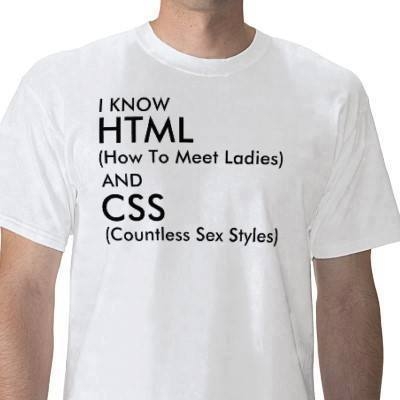 I KNOW
HTML
(How To Meet Ladies)
AND
CSS
(Countless Sex Styles)